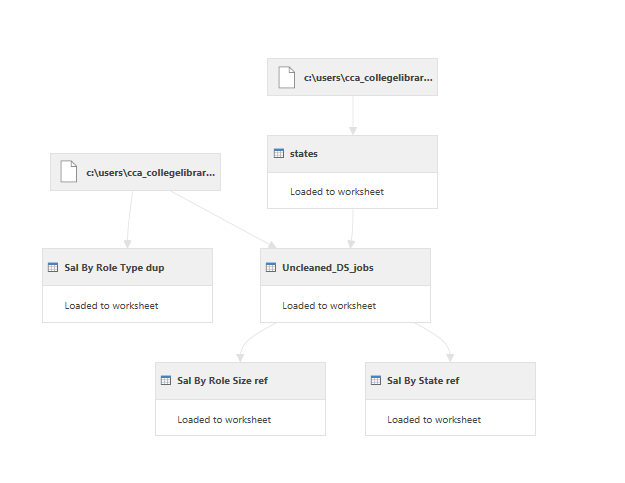 c:\users\cca_collegelibrar...
states
Loaded to worksheet
c:\users\cca_collegelibrar...
Sal By Role Type dup
Loaded to worksheet
Uncleaned_DS_jobs
Loaded to worksheet
Sal By Role Size ref
Loaded to worksheet
Sal By State ref
Loaded to worksheet